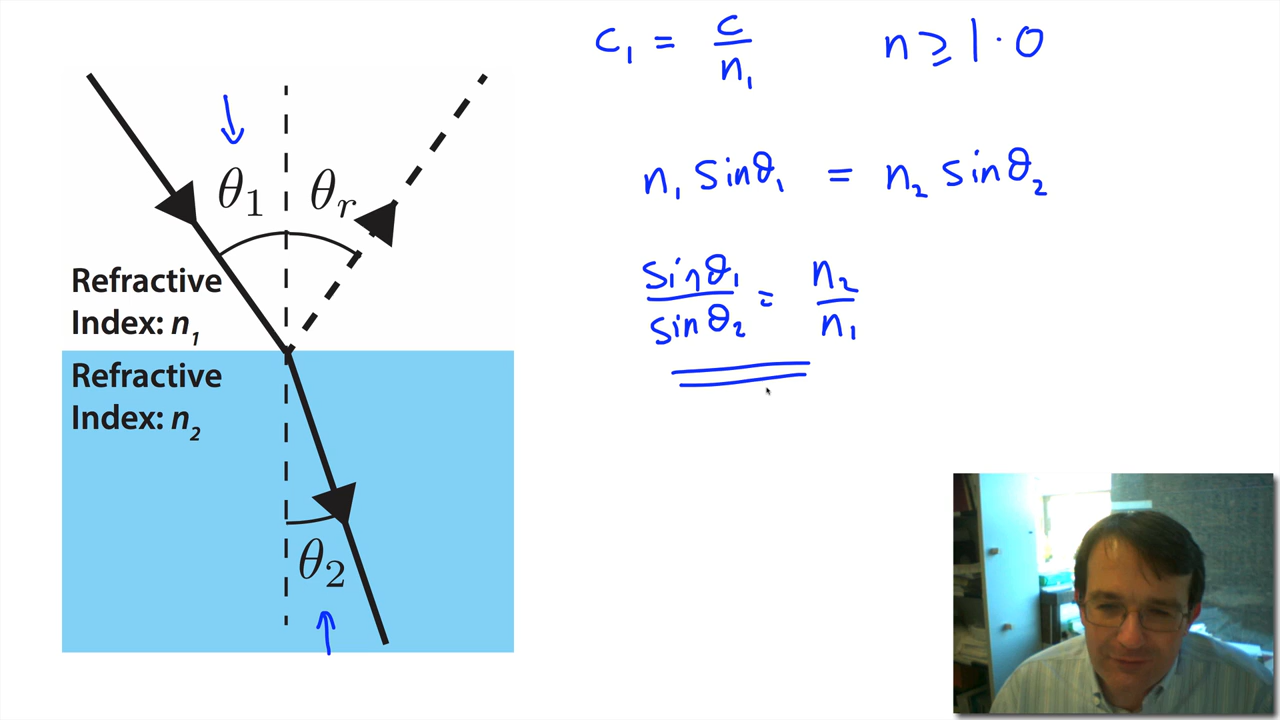 c₁ = c/n₁
n ≥ 1·0
θ₁
θᵣ
n₁ sinθ₁ = n₂ sinθ₂
Refractive
Index: n₁
sinθ₁/sinθ₂ = n₂/n₁
Refractive
Index: n₂
θ₂